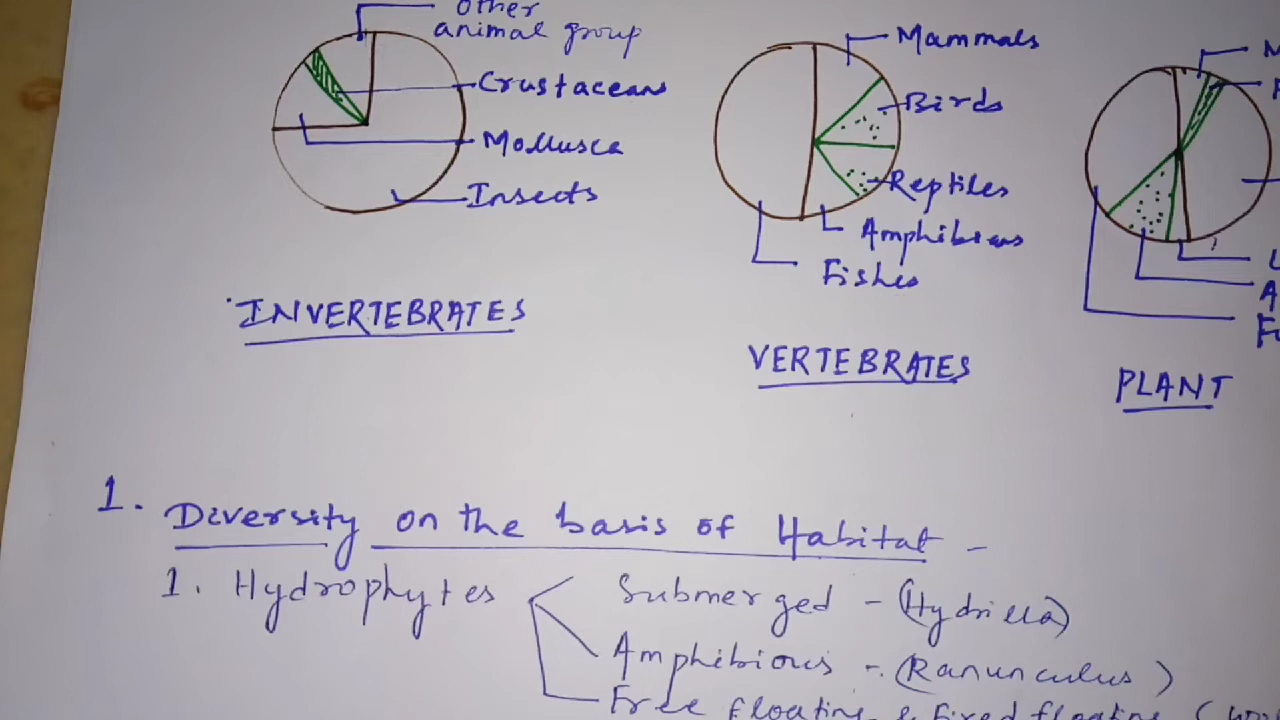 Other
animal group
Crustaceans
Mollusca
Insects
INVERTEBRATES
Mammals
Birds
Reptiles
Amphibians
Fishes
VERTEBRATES
PLANT
1. Diversity on the basis of Habitat -
1. Hydrophytes
Submerged - (Hydrilla)
Amphibious - (Ranunculus)
Free floating & fixed floating